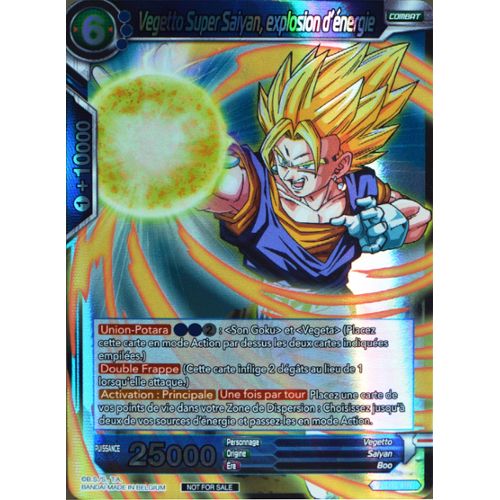 6
Vegetto Super Saiyan, explosion d'énergie
COMBAT
1 +10000
Union-Potara 2 : <Son Goku> et <Vegeta> (Placez
cette carte en mode Action par dessus les deux cartes indiquées
empilées.)
Double Frappe (Cette carte inflige 2 dégâts au lieu de 1
lorsqu'elle attaque.)
Activation : Principale Une fois par tour Placez une carte de
vos points de vie dans votre Zone de Dispersion : Choisissez jusqu'à
deux de vos sources d'énergie et passez-les en mode Action.
PUISSANCE
25000
Personnage Vegetto
Origine Saiyan
Ère Boo
©B.S./S., T.A.
BANDAI MADE IN BELGIUM
NOT FOR SALE